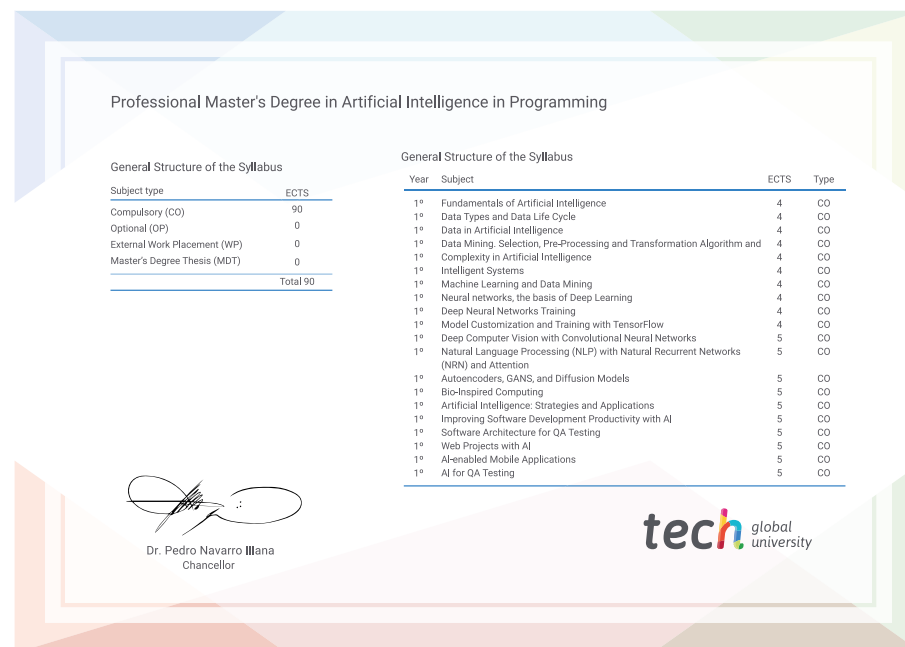 Professional Master's Degree in Artificial Intelligence in Programming
General Structure of the Syllabus
Subject type ECTS
Compulsory (CO) 90
Optional (OP) 0
External Work Placement (WP) 0
Master's Degree Thesis (MDT) 0
Total 90
General Structure of the Syllabus
Year Subject ECTS Type
1º Fundamentals of Artificial Intelligence 4 CO
1º Data Types and Data Life Cycle 4 CO
1º Data in Artificial Intelligence 4 CO
1º Data Mining. Selection, Pre-Processing and Transformation Algorithm and 4 CO
1º Complexity in Artificial Intelligence 4 CO
1º Intelligent Systems 4 CO
1º Machine Learning and Data Mining 4 CO
1º Neural networks, the basis of Deep Learning 4 CO
1º Deep Neural Networks Training 4 CO
1º Model Customization and Training with TensorFlow 4 CO
1º Deep Computer Vision with Convolutional Neural Networks 5 CO
1º Natural Language Processing (NLP) with Natural Recurrent Networks 5 CO
(NRN) and Attention
1º Autoencoders, GANS, and Diffusion Models 5 CO
1º Bio-Inspired Computing 5 CO
1º Artificial Intelligence: Strategies and Applications 5 CO
1º Improving Software Development Productivity with AI 5 CO
1º Software Architecture for QA Testing 5 CO
1º Web Projects with AI 5 CO
1º AI-enabled Mobile Applications 5 CO
1º AI for QA Testing 5 CO
Dr. Pedro Navarro Illana
Chancellor
tech global
university